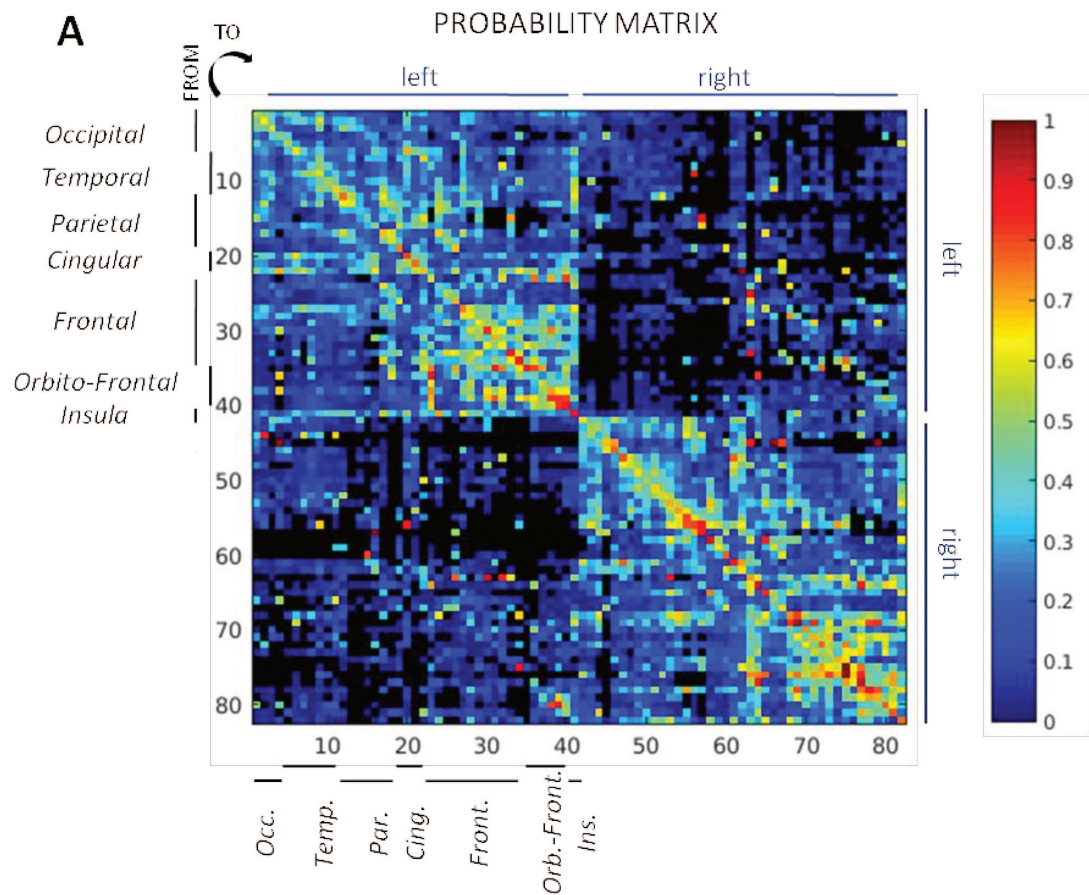 A
PROBABILITY MATRIX
TO
FROM
left
right
Occipital
Temporal
Parietal
Cingular
Frontal
Orbito-Frontal
Insula
10
20
30
40
50
60
70
80
left
right
10
20
30
40
50
60
70
80
Occ.
Temp.
Par.
Cing.
Front.
Orb.-Front.
Ins.
1
0.9
0.8
0.7
0.6
0.5
0.4
0.3
0.2
0.1
0